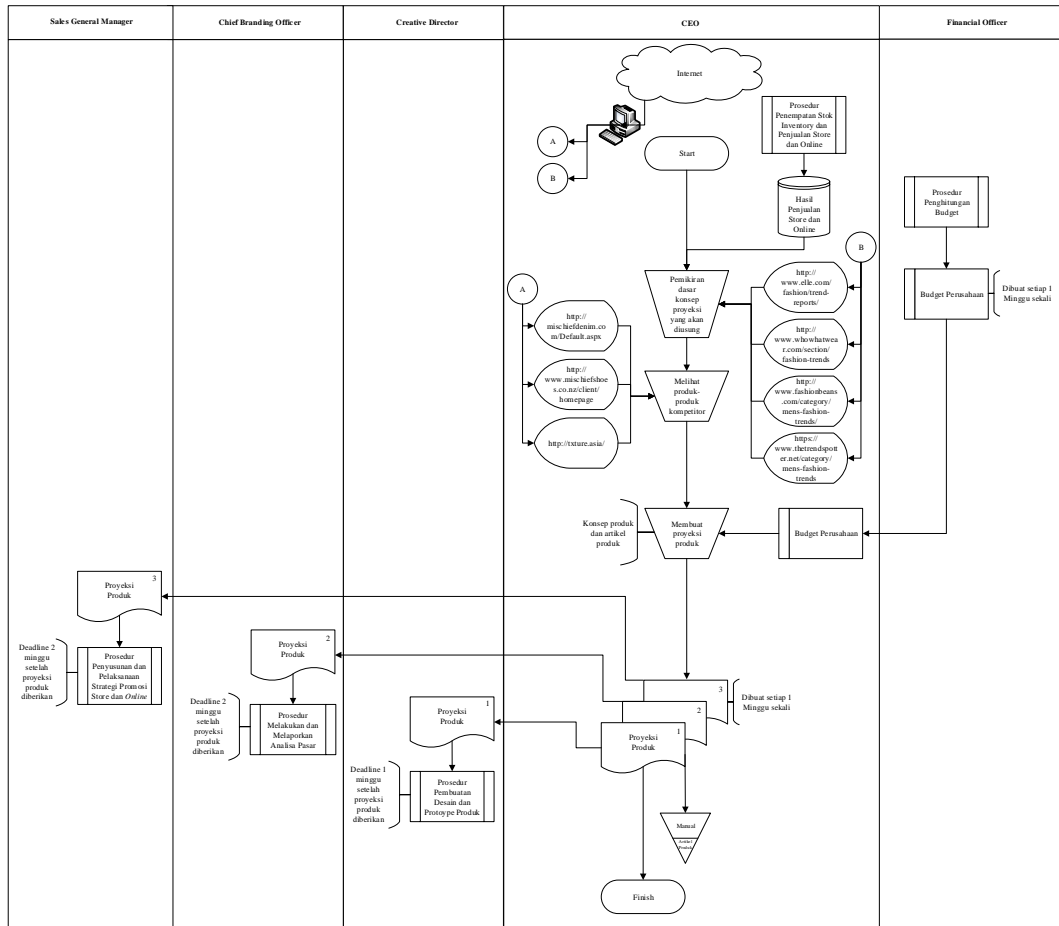 Sales General Manager
Chief Branding Officer
Creative Director
CEO
Financial Officer
Internet
Prosedur
Penempatan Stok
Inventory dan
Penjualan Store
dan Online
A
B
Start
Hasil
Penjualan
Store dan
Online
Prosedur
Penghitungan
Budget
B
A
Pemikiran
dasar
konsep
proyeksi
yang akan
diusung
http://
www.elle.com/
fashion/trend-
reports/
Budget Perusahaan
Dibuat setiap 1
Minggu sekali
http://
mischiefdenim.co
m/Default.aspx
http://
www.whowhatwe
ar.com/section/
fashion-trends
http://
www.mischiefshoe
s.co.nz/client/
homepage
Melihat
produk-
produk
kompetitor
http://
www.fashionbeans
.com/category/
mens-fashion-
trends/
http://txture.asia/
https://
www.thetrendspott
er.net/category/
mens-fashion-
trends
Konsep produk
dan artikel
produk
Membuat
proyeksi
produk
Budget Perusahaan
3
Proyeksi
Produk
Deadline 2
minggu
setelah
proyeksi
produk
diberikan
Prosedur
Penyusunan dan
Pelaksanaan
Strategi Promosi
Store dan Online
2
Proyeksi
Produk
Deadline 2
minggu
setelah
proyeksi
produk
diberikan
Prosedur
Melakukan dan
Melaporkan
Analisa Pasar
1
Proyeksi
Produk
Deadline 1
minggu
setelah
proyeksi
produk
diberikan
Prosedur
Pembuatan
Desain dan
Protoype Produk
3
2
1
Proyeksi
Produk
Dibuat setiap 1
Minggu sekali
Manual
Artikel
Produk
Finish